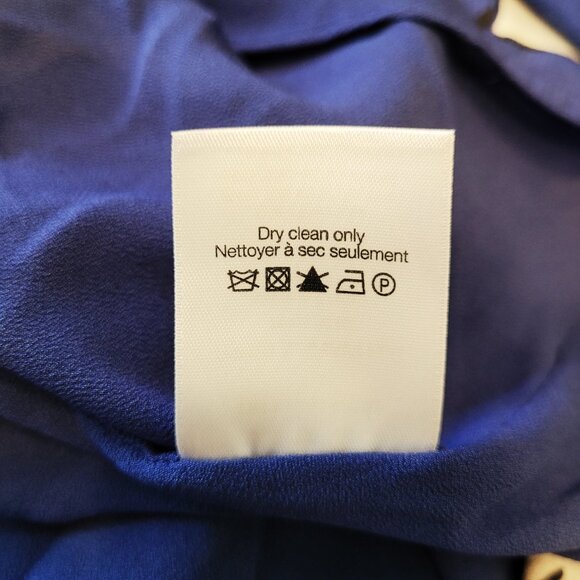 Dry clean only
Nettoyer à sec seulement
P